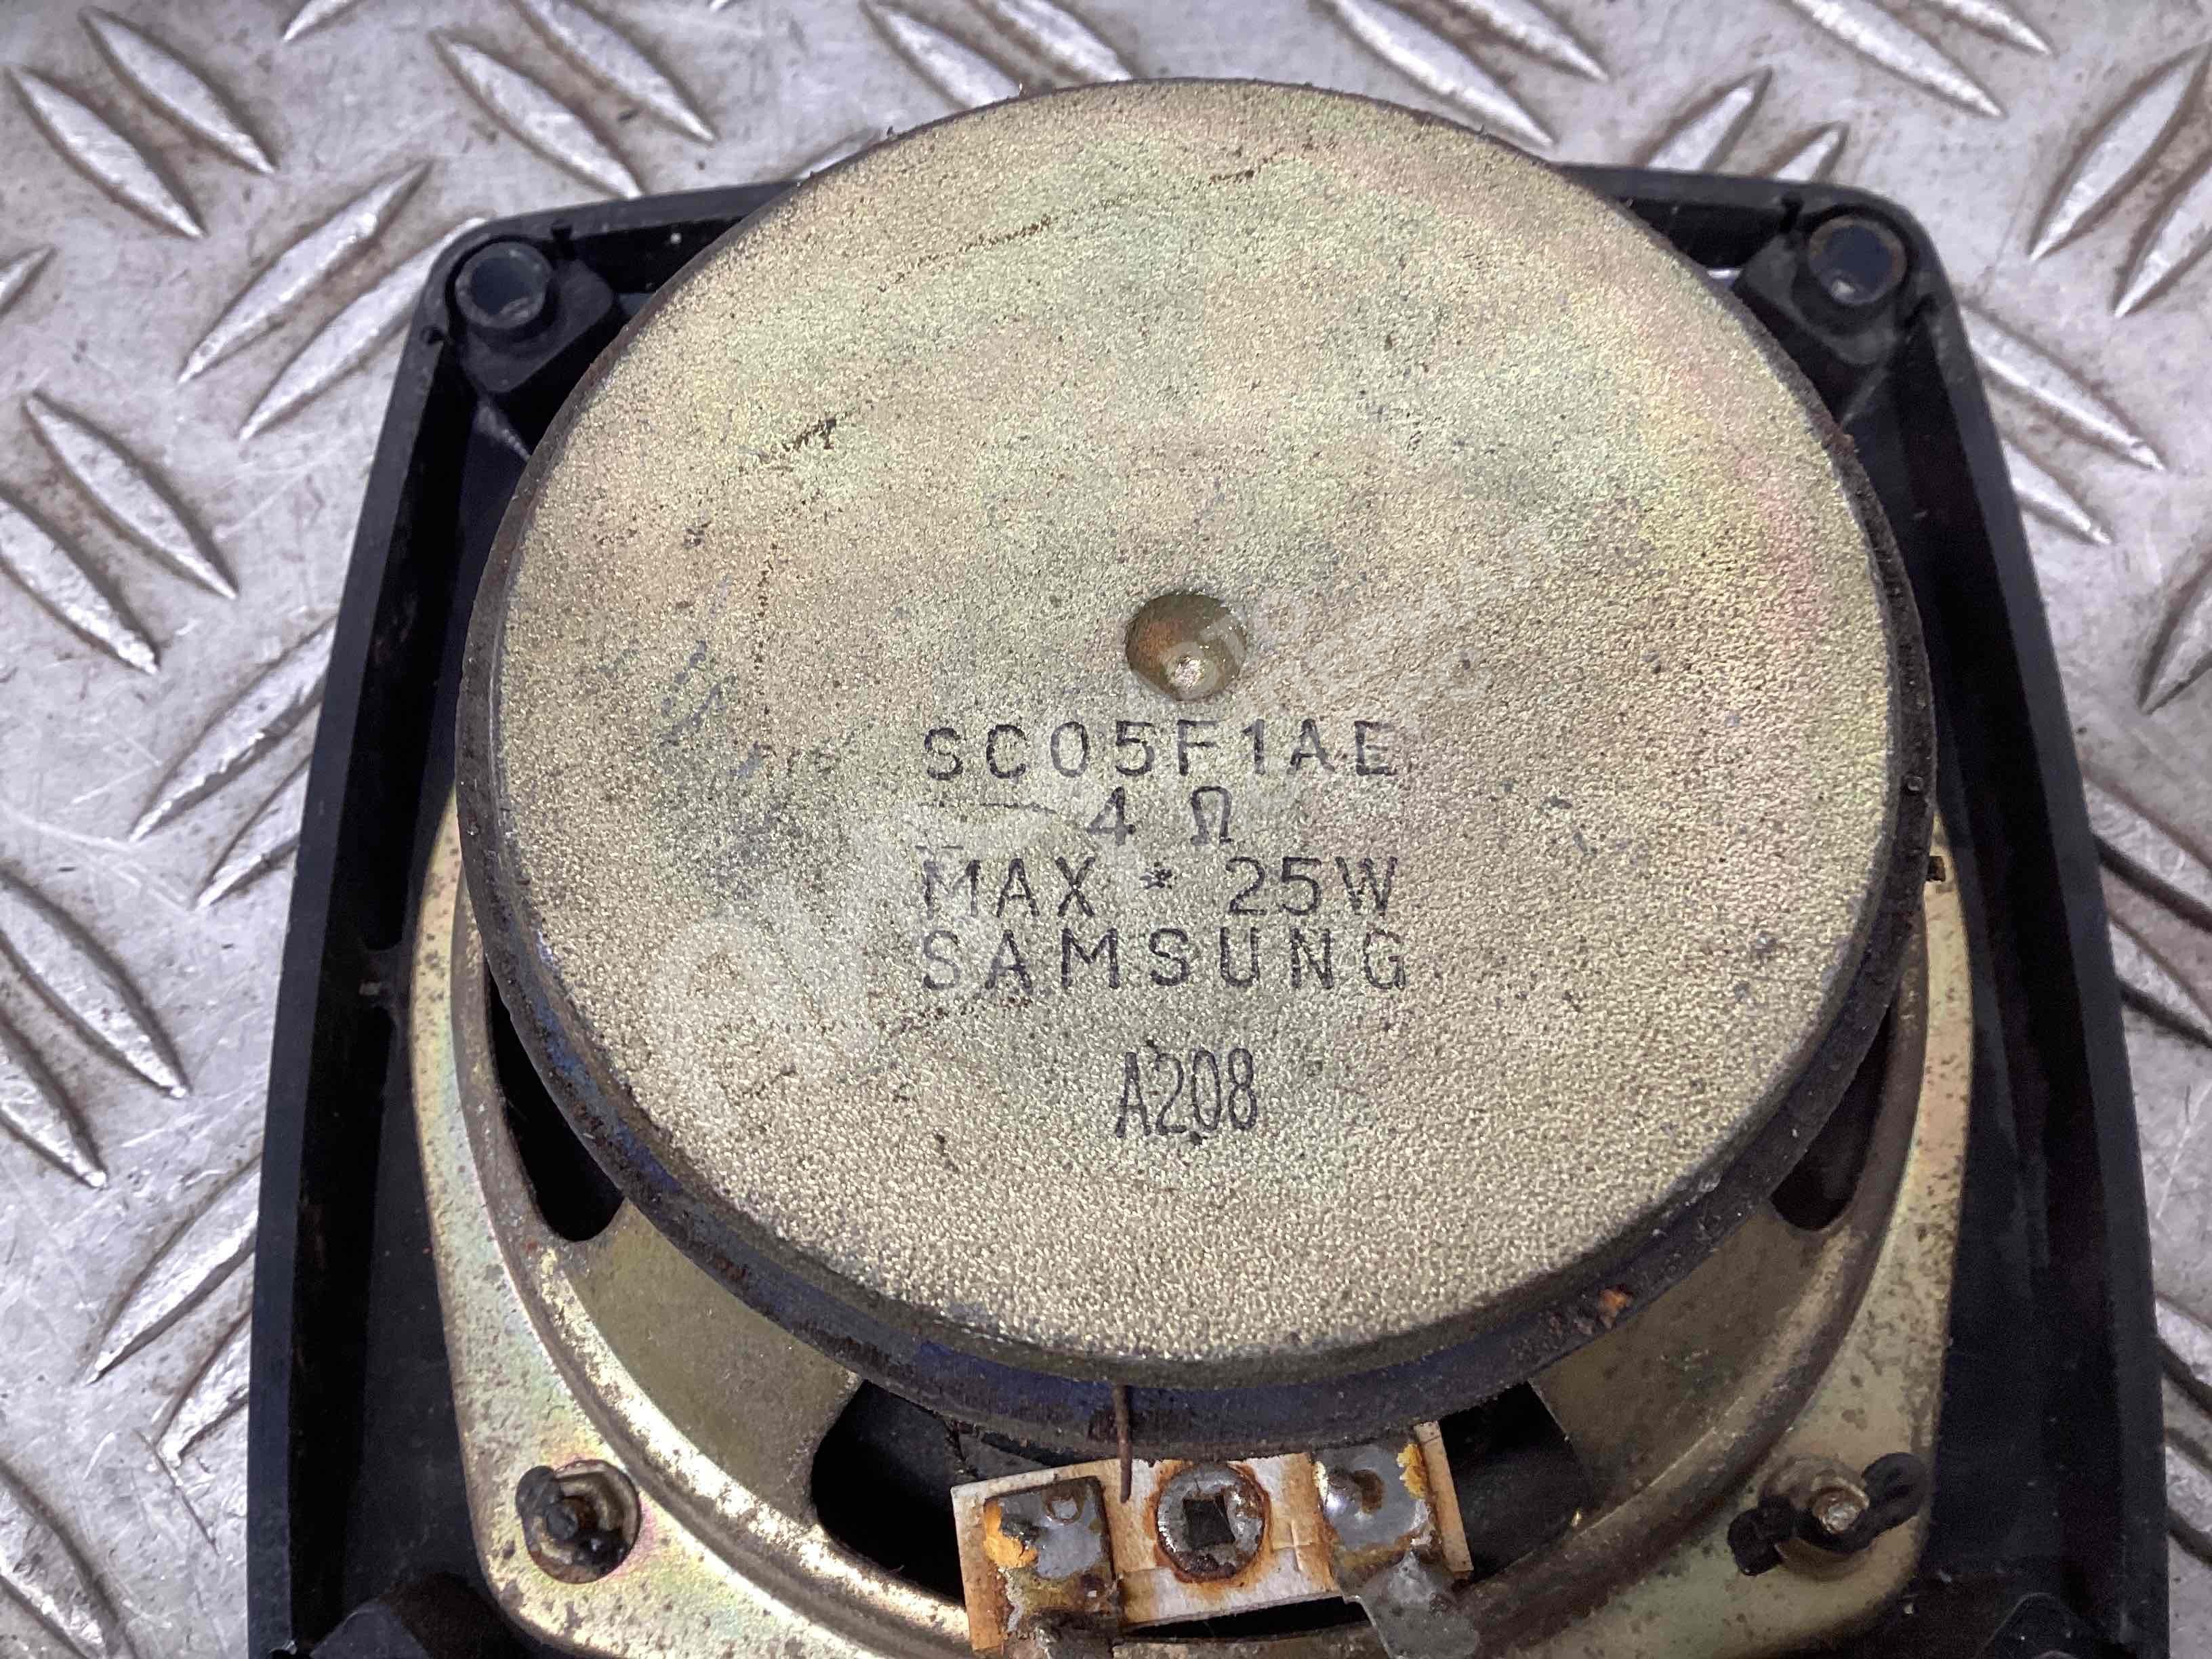 SC05F1AE
4 Ω
MAX * 25W
SAMSUNG
A208